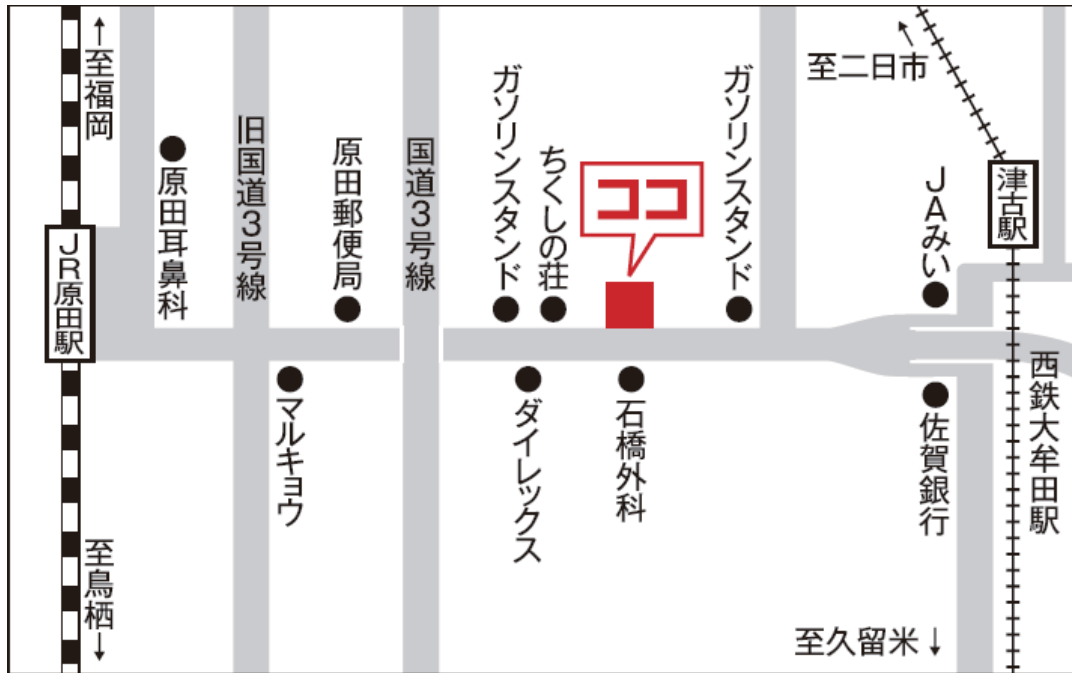 ↑至福岡
JR原田駅
至鳥栖↓
原田耳鼻科
旧国道3号線
原田郵便局
マルキョウ
国道3号線
ガソリンスタンド
ちくしの荘
ココ
ダイレックス
石橋外科
ガソリンスタンド
至二日市
JAみい
津古駅
佐賀銀行
西鉄大牟田駅
至久留米↓